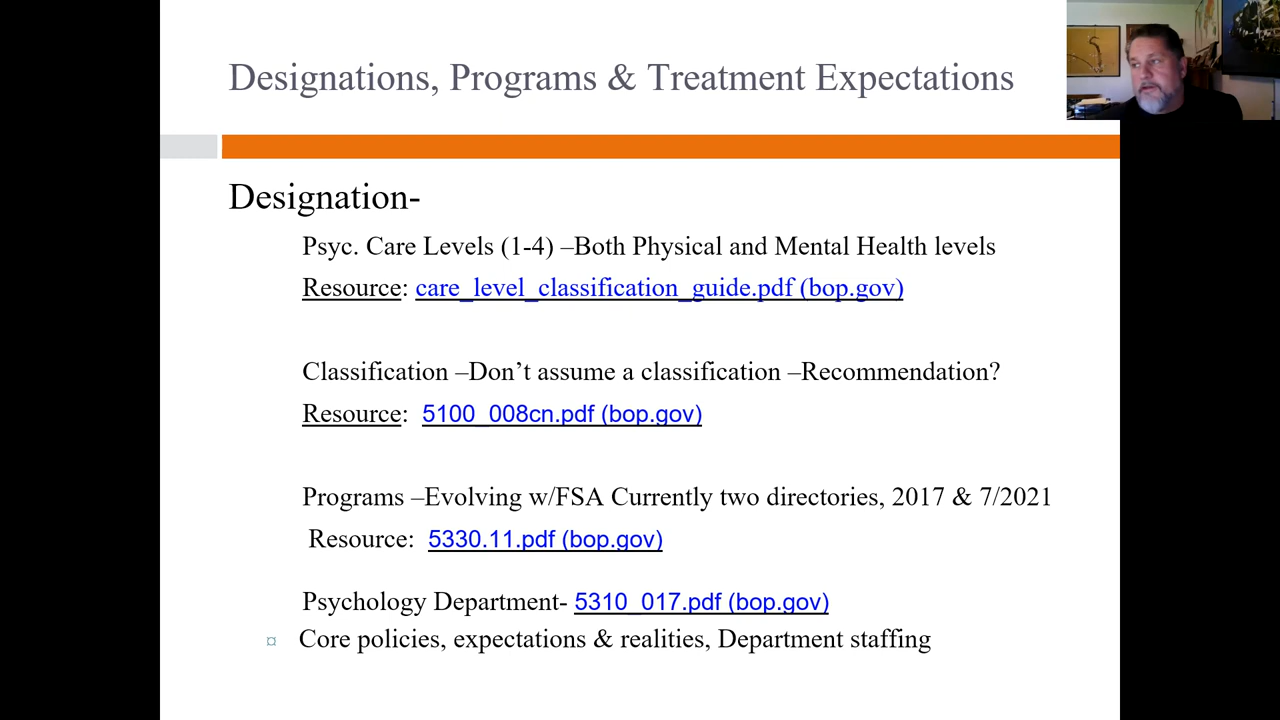 Designations, Programs & Treatment Expectations
Designation-
Psyc. Care Levels (1-4) –Both Physical and Mental Health levels
Resource: care_level_classification_guide.pdf (bop.gov)
Classification –Don’t assume a classification –Recommendation?
Resource: 5100_008cn.pdf (bop.gov)
Programs –Evolving w/FSA Currently two directories, 2017 & 7/2021
Resource: 5330.11.pdf (bop.gov)
Psychology Department- 5310_017.pdf (bop.gov)
¤ Core policies, expectations & realities, Department staffing